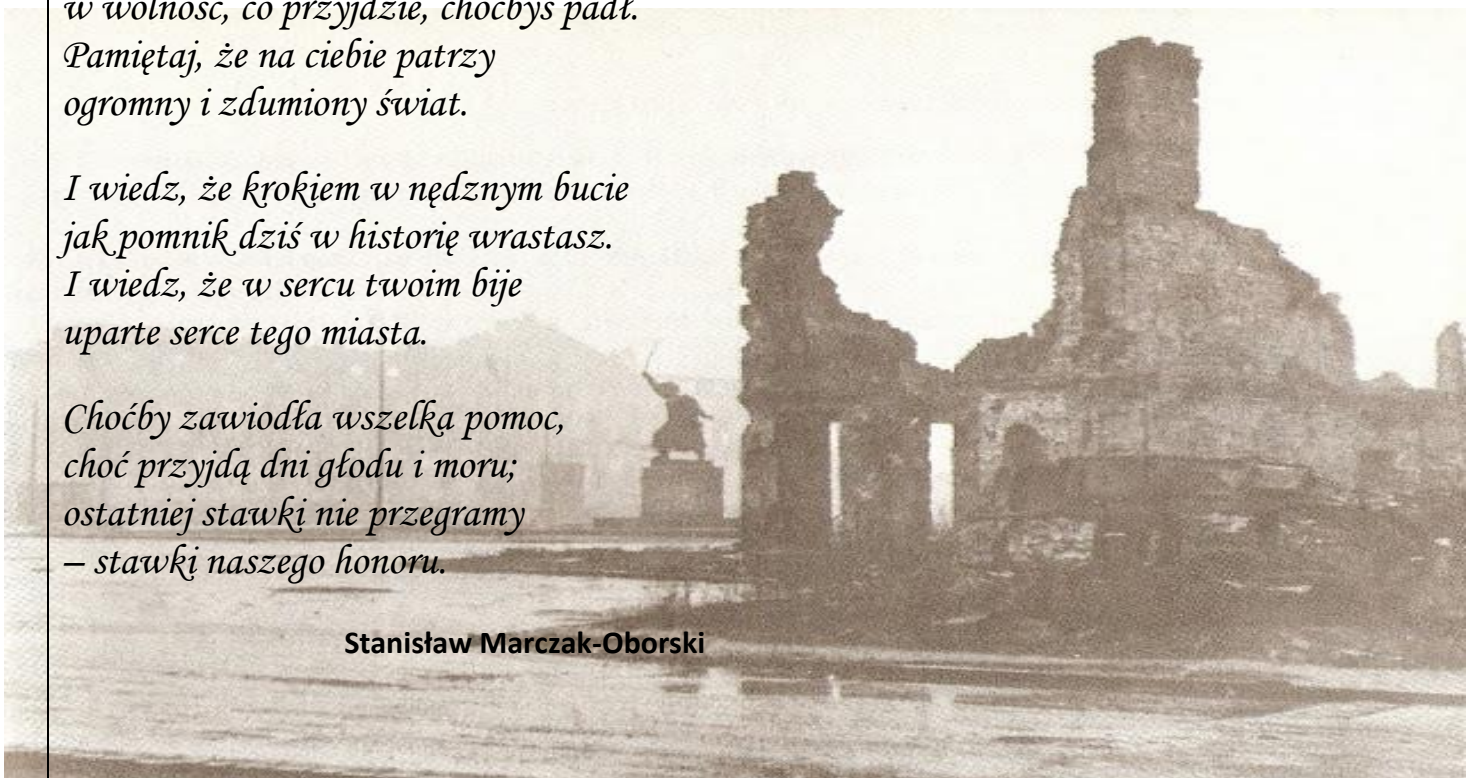 w wolność, co przyjdzie, choćbyś padł.
Pamiętaj, że na ciebie patrzy
ogromny i zdumiony świat.
I wiedz, że krokiem w nędznym bucie
jak pomnik dziś w historię wrastasz.
I wiedz, że w sercu twoim bije
uparte serce tego miasta.
Choćby zawiodła wszelka pomoc,
choć przyjdą dni głodu i moru;
ostatniej stawki nie przegramy
– stawki naszego honoru.
Stanisław Marczak-Oborski